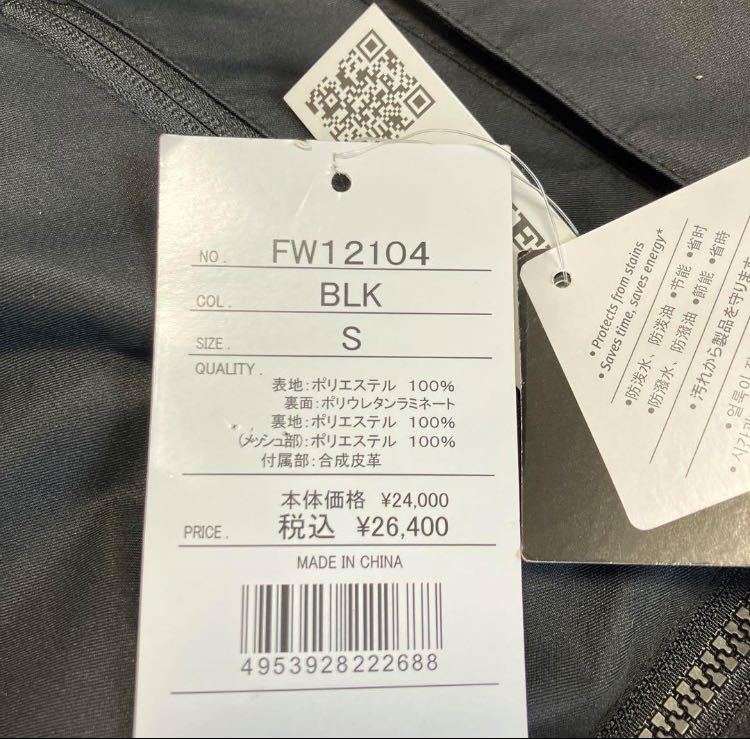 NO. FW12104
COL. BLK
SIZE. S
QUALITY.
表地:ポリエステル 100%
裏面:ポリウレタンラミネート
裏地:ポリエステル 100%
(メッシュ部):ポリエステル 100%
付属部:合成皮革
本体価格 ¥24,000
PRICE. 税込 ¥26,400
MADE IN CHINA
4953928222688
• Protects from stains
• Saves time, saves energy*
•防泼水、防泼油 •节能 •省时
•防潑水、防潑油 •節能 •省時
•汚れから製品を守ります